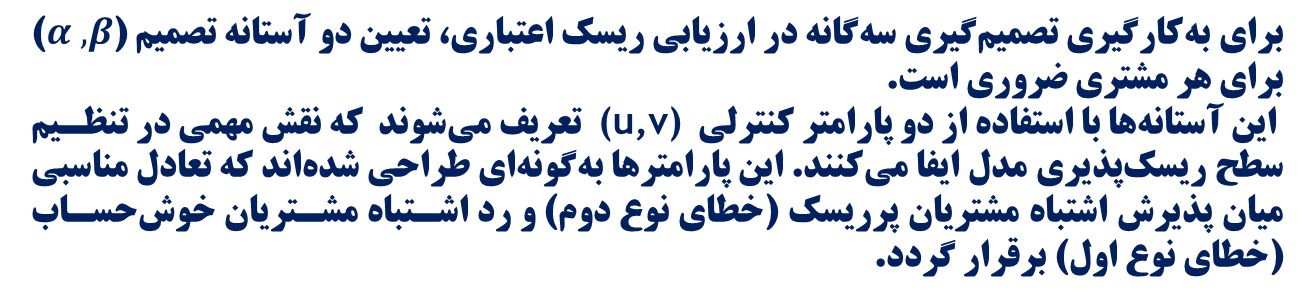 برای به‌کارگیری تصمیم‌گیری سه‌گانه در ارزیابی ریسک اعتباری، تعیین دو آستانه تصمیم (α ,β)
برای هر مشتری ضروری است.
این آستانه‌ها با استفاده از دو پارامتر کنترلی (u,v) تعریف می‌شوند که نقش مهمی در تنظیم
سطح ریسک‌پذیری مدل ایفا می‌کنند. این پارامترها به‌گونه‌ای طراحی شده‌اند که تعادل مناسبی
میان پذیرش اشتباه مشتریان پرریسک (خطای نوع دوم) و رد اشتباه مشتریان خوش‌حساب
(خطای نوع اول) برقرار گردد.